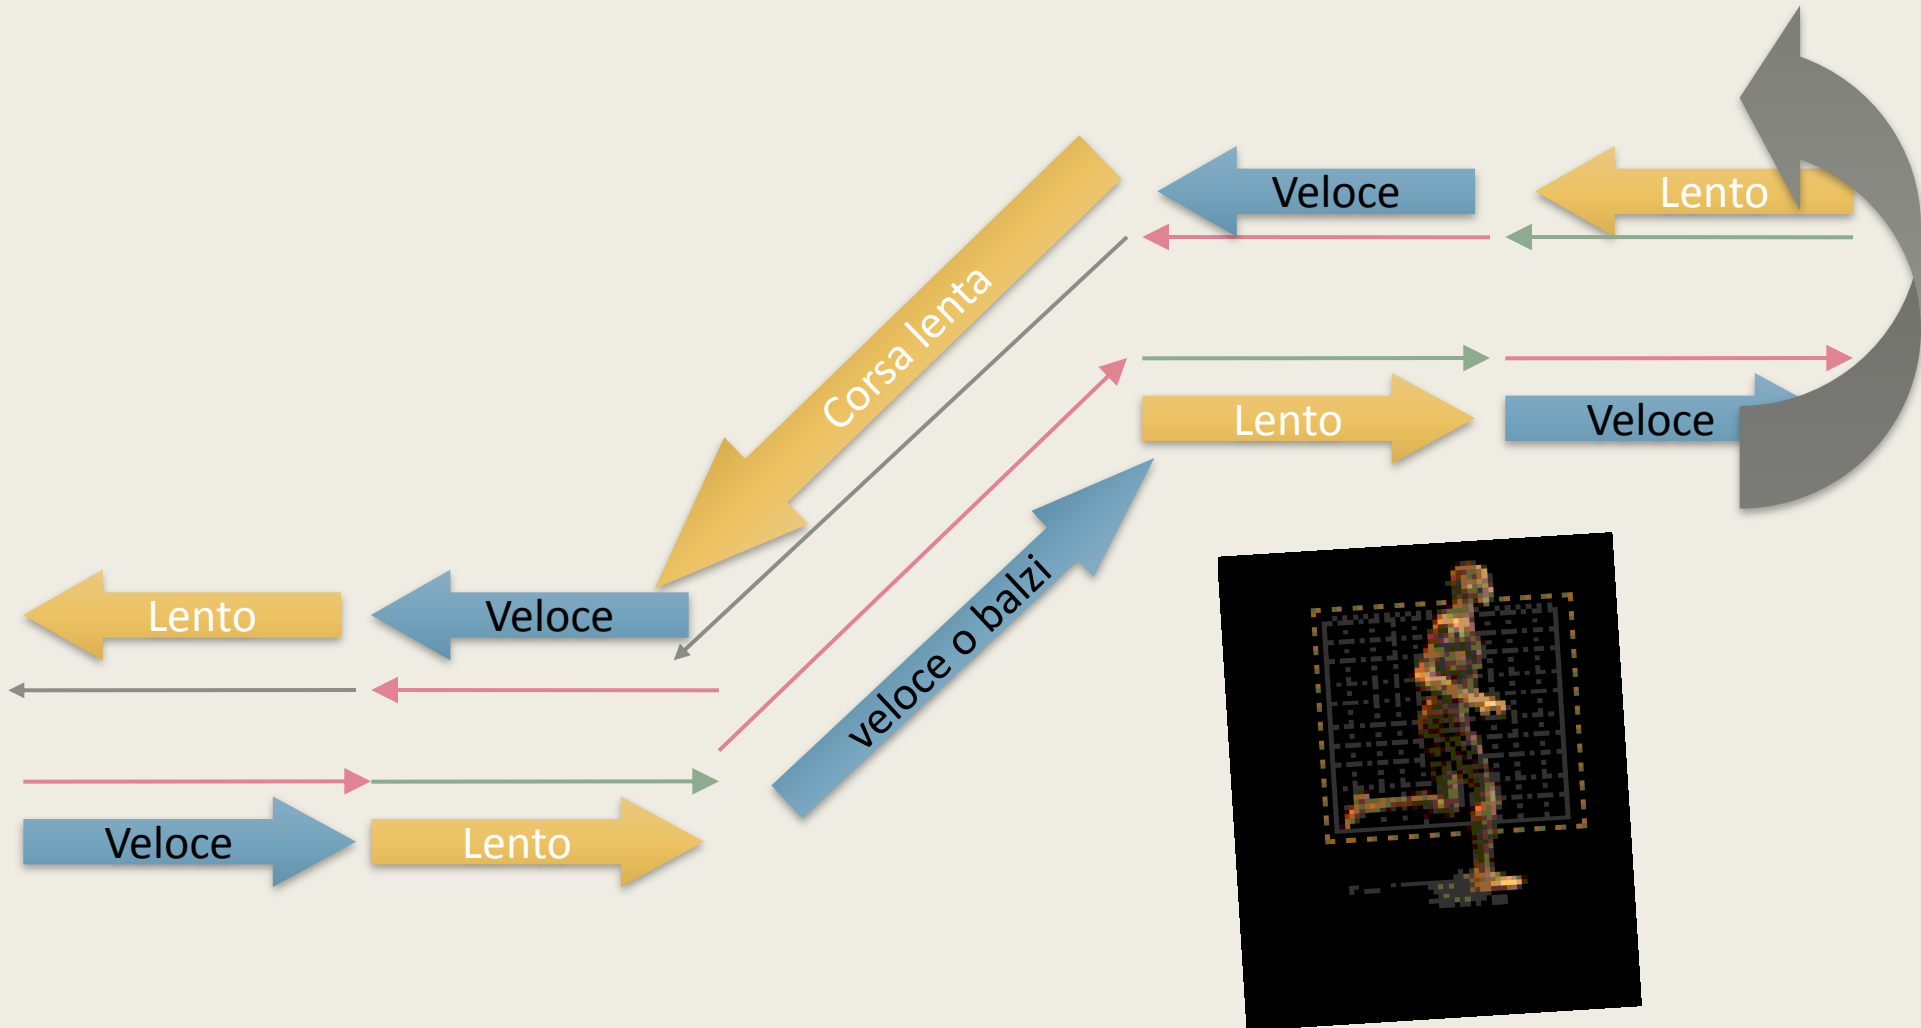 Veloce
Lento
Corsa lenta
Lento
Veloce
Lento
Veloce
veloce o balzi
Veloce
Lento